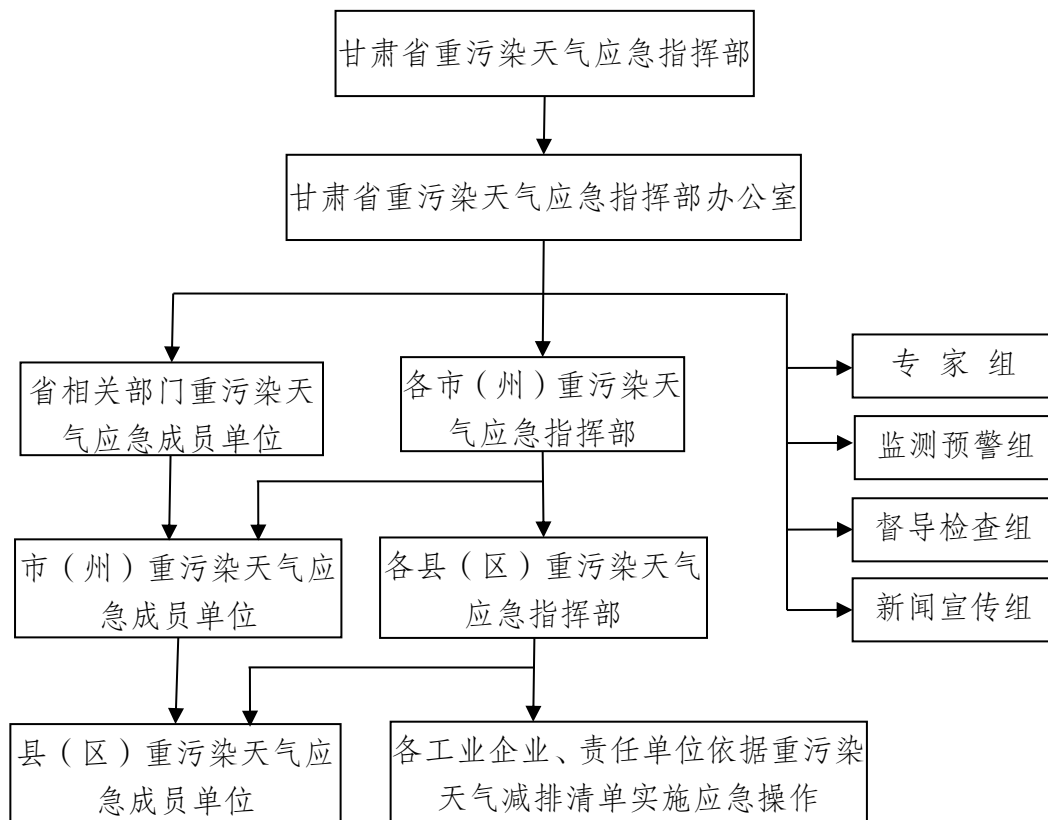 甘肃省重污染天气应急指挥部
甘肃省重污染天气应急指挥部办公室
省相关部门重污染天
气应急成员单位
各市（州）重污染天
气应急指挥部
专 家 组
监测预警组
督导检查组
新闻宣传组
市（州）重污染天气应
急成员单位
各县（区）重污染天气
应急指挥部
县（区）重污染天气应
急成员单位
各工业企业、责任单位依据重污染
天气减排清单实施应急操作